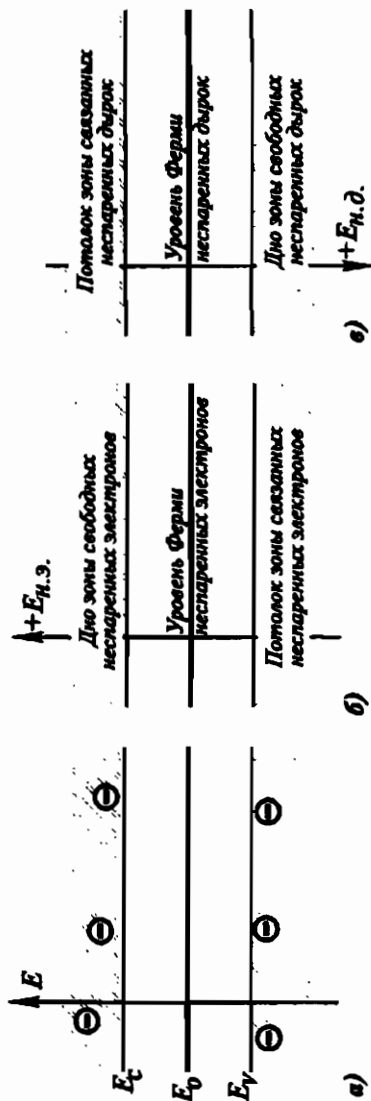 E
E_c
E_0
E_v
⊖ ⊖ ⊖
⊖ ⊖ ⊖
а)
+E_н.э.
Дно зоны свободных
неспаренных электронов
Уровень Ферми
неспаренных электронов
Потолок зоны связанных
неспаренных электронов
б)
Потолок зоны связанных
неспаренных дырок
Уровень Ферми
неспаренных дырок
Дно зоны свободных
неспаренных дырок
+E_н.д.
в)